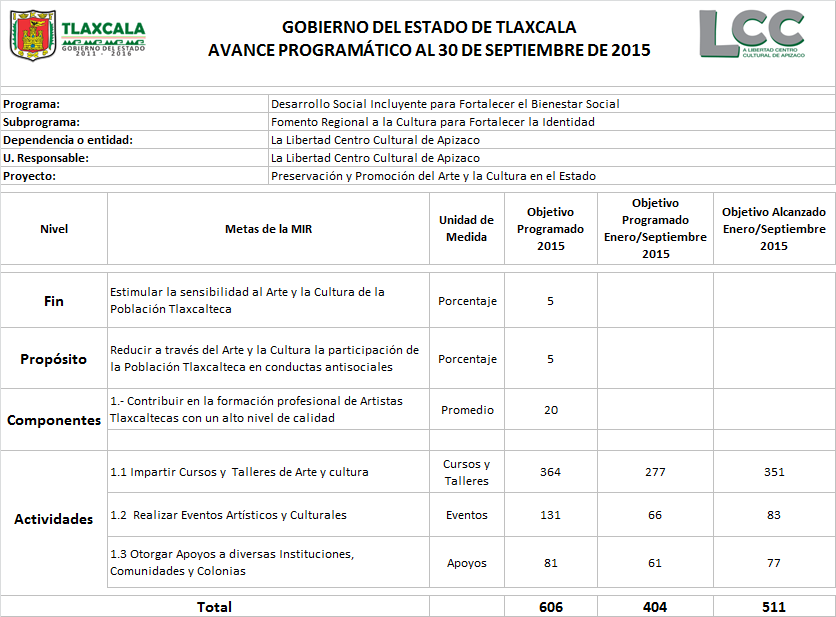 TLAXCALA
GOBIERNO DEL ESTADO
2011 - 2016
GOBIERNO DEL ESTADO DE TLAXCALA
AVANCE PROGRAMÁTICO AL 30 DE SEPTIEMBRE DE 2015
LCC
A LIBERTAD CENTRO
CULTURAL DE APIZACO
Programa: Desarrollo Social Incluyente para Fortalecer el Bienestar Social
Subprograma: Fomento Regional a la Cultura para Fortalecer la Identidad
Dependencia o entidad: La Libertad Centro Cultural de Apizaco
U. Responsable: La Libertad Centro Cultural de Apizaco
Proyecto: Preservación y Promoción del Arte y la Cultura en el Estado
Nivel
Metas de la MIR
Unidad de
Medida
Objetivo
Programado
2015
Objetivo
Programado
Enero/Septiembre
2015
Objetivo Alcanzado
Enero/Septiembre
2015
Fin
Estimular la sensibilidad al Arte y la Cultura de la
Población Tlaxcalteca
Porcentaje
5
Propósito
Reducir a través del Arte y la Cultura la participación de
la Población Tlaxcalteca en conductas antisociales
Porcentaje
5
Componentes
1.- Contribuir en la formación profesional de Artistas
Tlaxcaltecas con un alto nivel de calidad
Promedio
20
Actividades
1.1 Impartir Cursos y Talleres de Arte y cultura
Cursos y
Talleres
364
277
351
1.2 Realizar Eventos Artísticos y Culturales
Eventos
131
66
83
1.3 Otorgar Apoyos a diversas Instituciones,
Comunidades y Colonias
Apoyos
81
61
77
Total
606
404
511